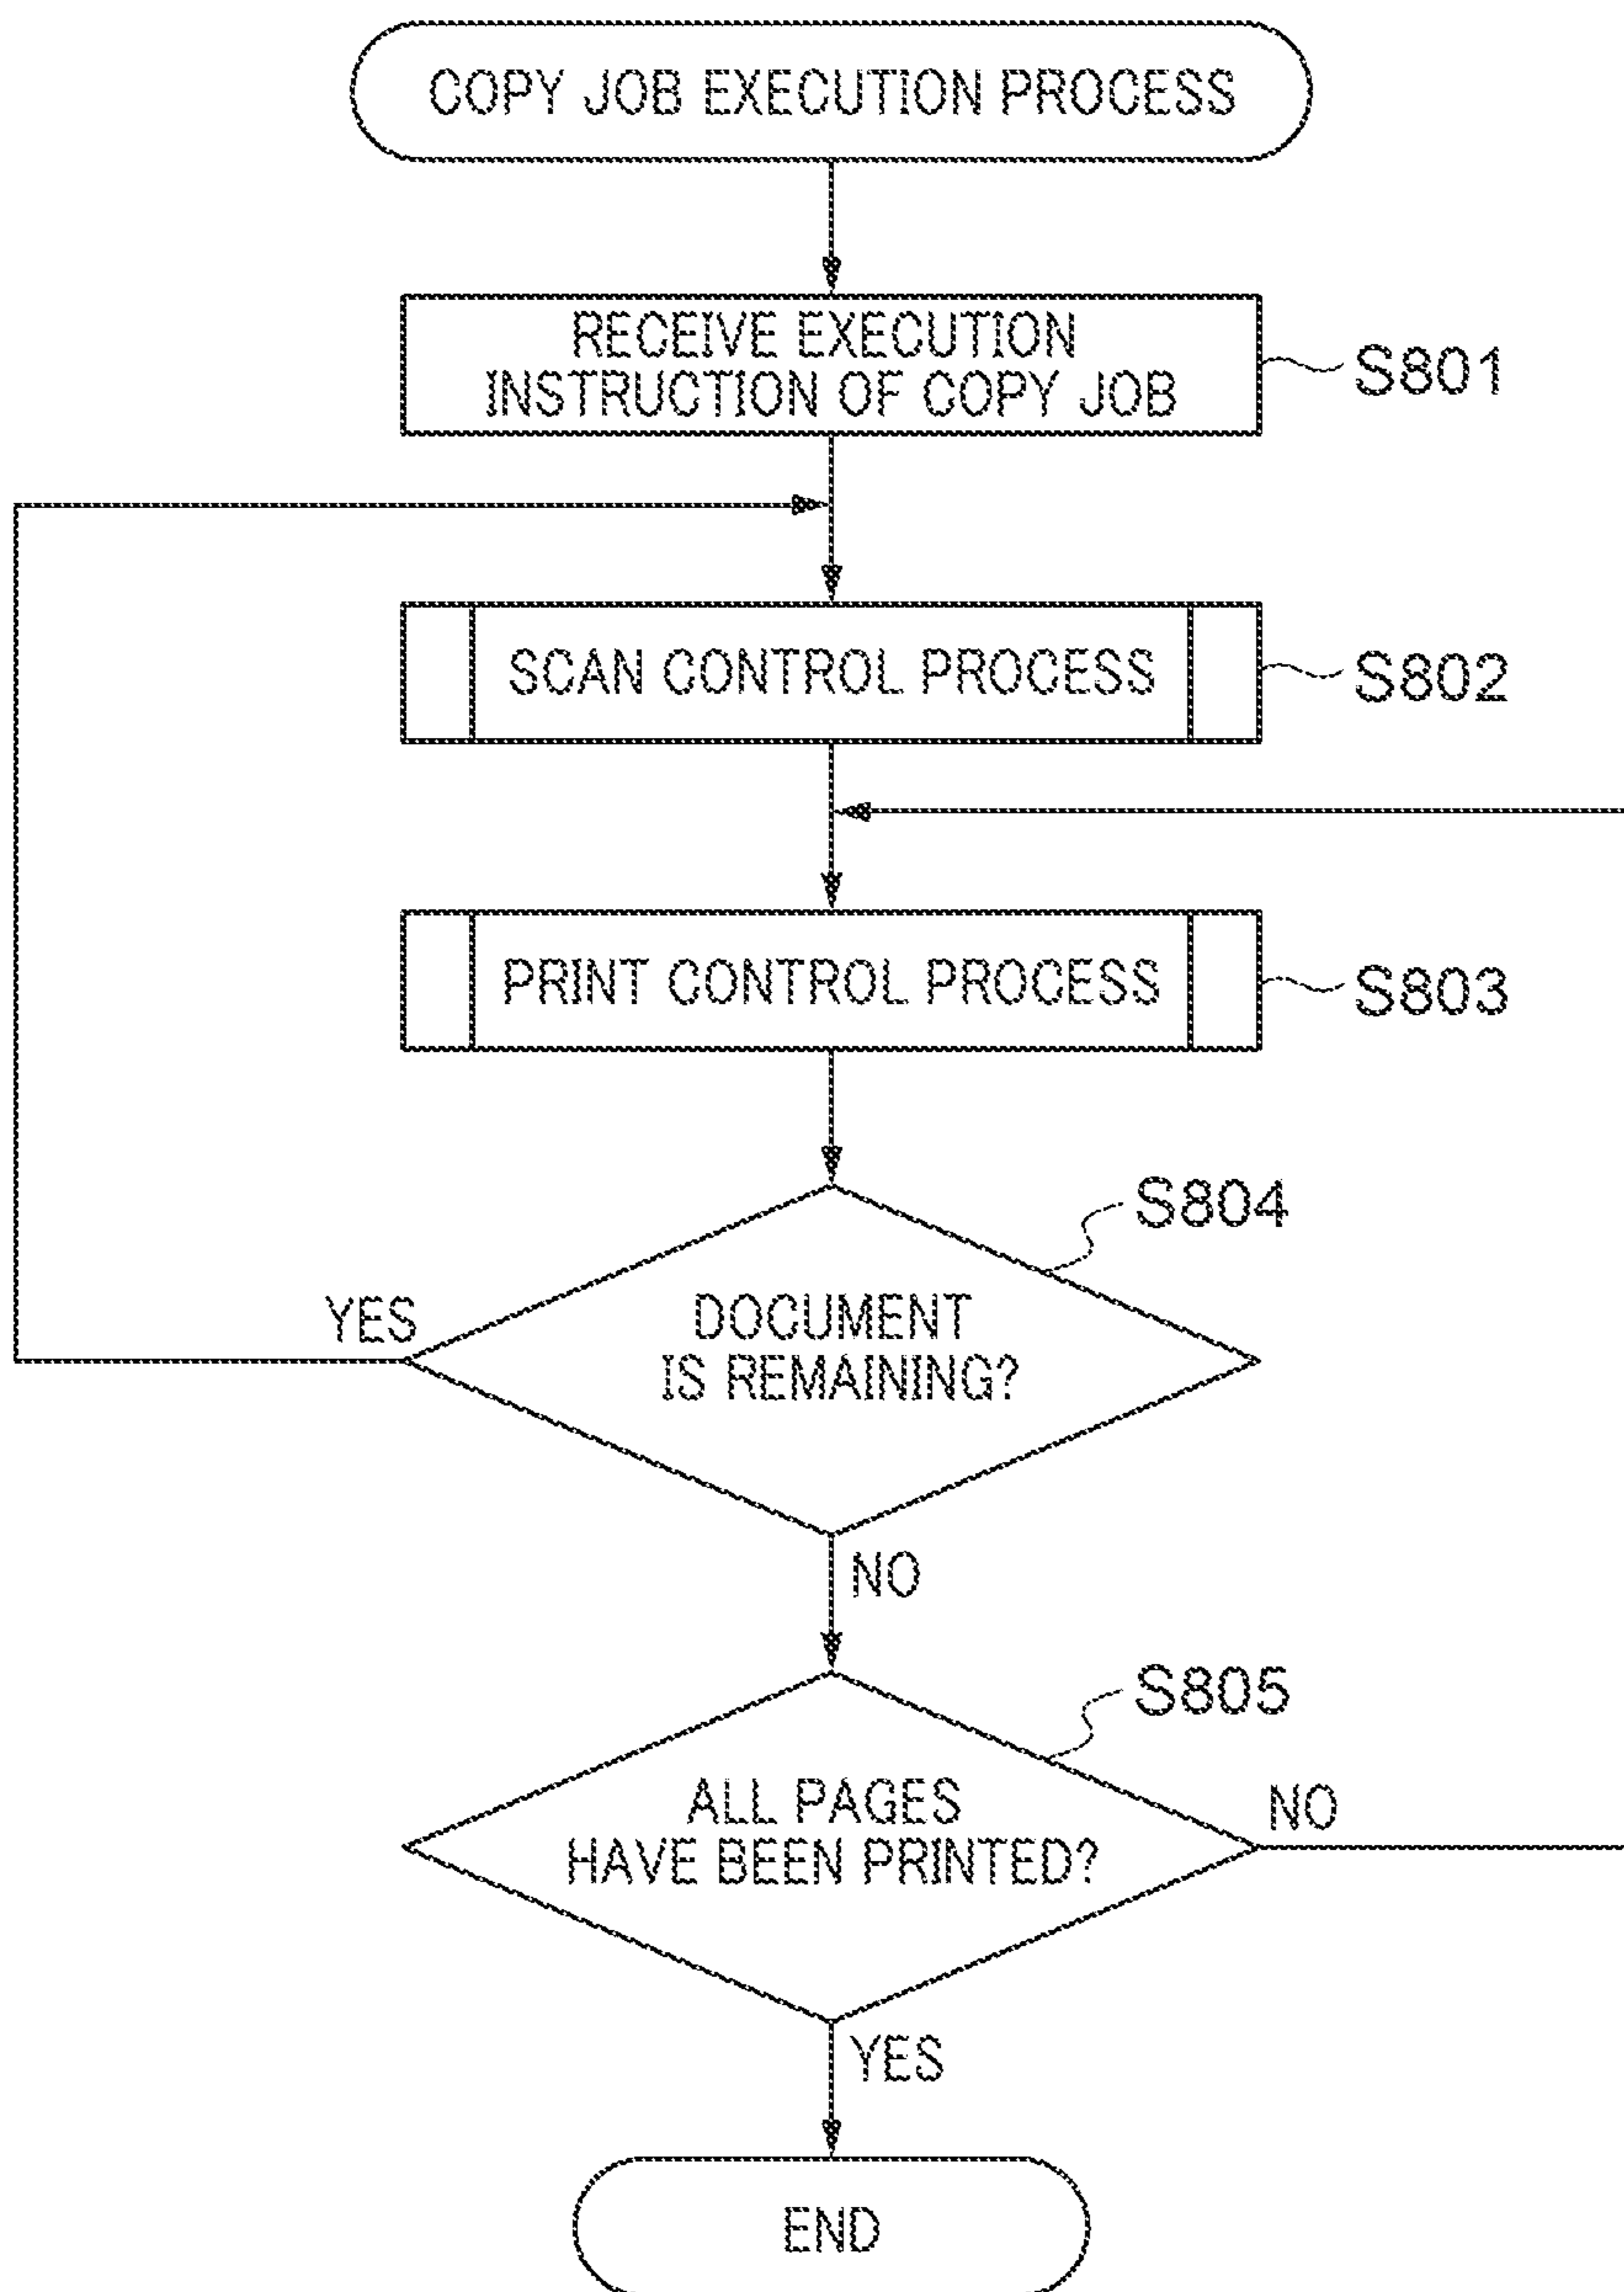 COPY JOB EXECUTION PROCESS
RECEIVE EXECUTION
INSTRUCTION OF COPY JOB
S801
SCAN CONTROL PROCESS
S802
PRINT CONTROL PROCESS
S803
S804
DOCUMENT
IS REMAINING?
YES
NO
S805
ALL PAGES
HAVE BEEN PRINTED?
NO
YES
END